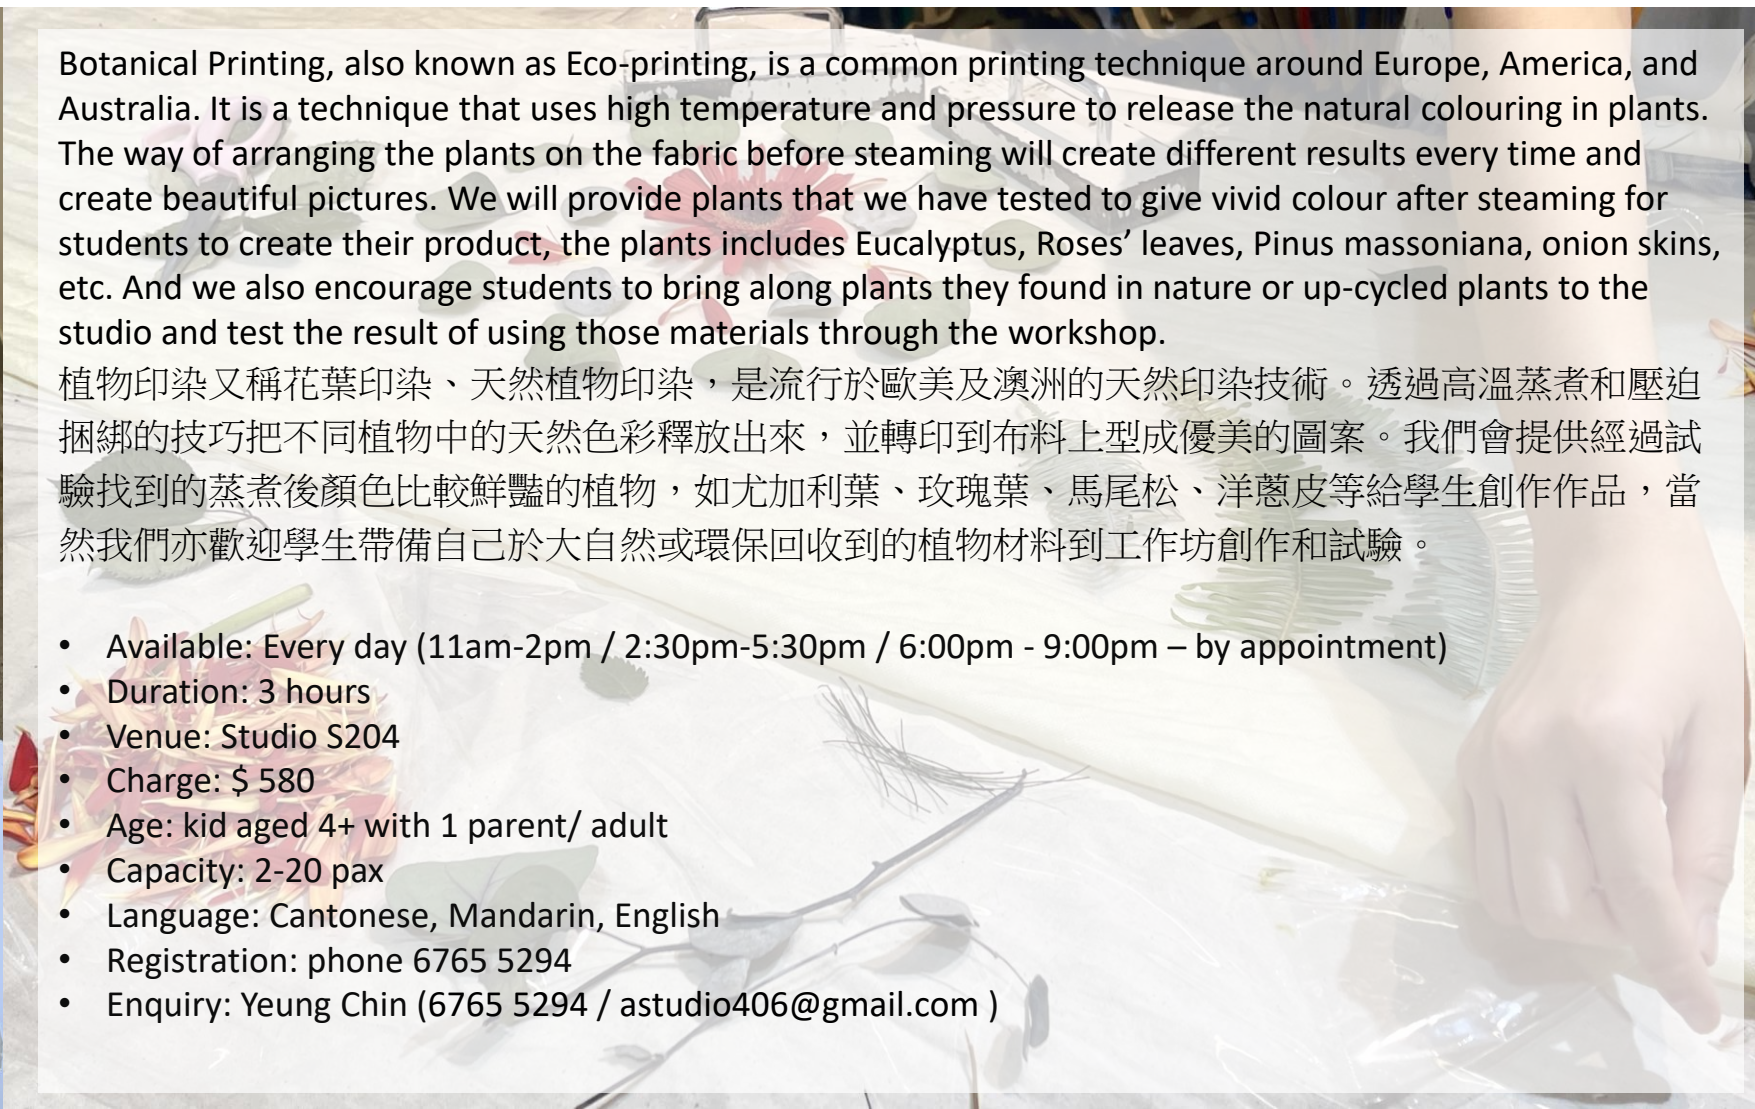 Botanical Printing, also known as Eco-printing, is a common printing technique around Europe, America, and
Australia. It is a technique that uses high temperature and pressure to release the natural colouring in plants.
The way of arranging the plants on the fabric before steaming will create different results every time and
create beautiful pictures. We will provide plants that we have tested to give vivid colour after steaming for
students to create their product, the plants includes Eucalyptus, Roses’ leaves, Pinus massoniana, onion skins,
etc. And we also encourage students to bring along plants they found in nature or up-cycled plants to the
studio and test the result of using those materials through the workshop.
植物印染又稱花葉印染、天然植物印染，是流行於歐美及澳洲的天然印染技術。透過高溫蒸煮和壓迫
捆綁的技巧把不同植物中的天然色彩釋放出來，並轉印到布料上型成優美的圖案。我們會提供經過試
驗找到的蒸煮後顏色比較鮮豔的植物，如尤加利葉、玫瑰葉、馬尾松、洋蔥皮等給學生創作作品，當
然我們亦歡迎學生帶備自己於大自然或環保回收到的植物材料到工作坊創作和試驗。
• Available: Every day (11am-2pm / 2:30pm-5:30pm / 6:00pm - 9:00pm – by appointment)
• Duration: 3 hours
• Venue: Studio S204
• Charge: $ 580
• Age: kid aged 4+ with 1 parent/ adult
• Capacity: 2-20 pax
• Language: Cantonese, Mandarin, English
• Registration: phone 6765 5294
• Enquiry: Yeung Chin (6765 5294 / astudio406@gmail.com )